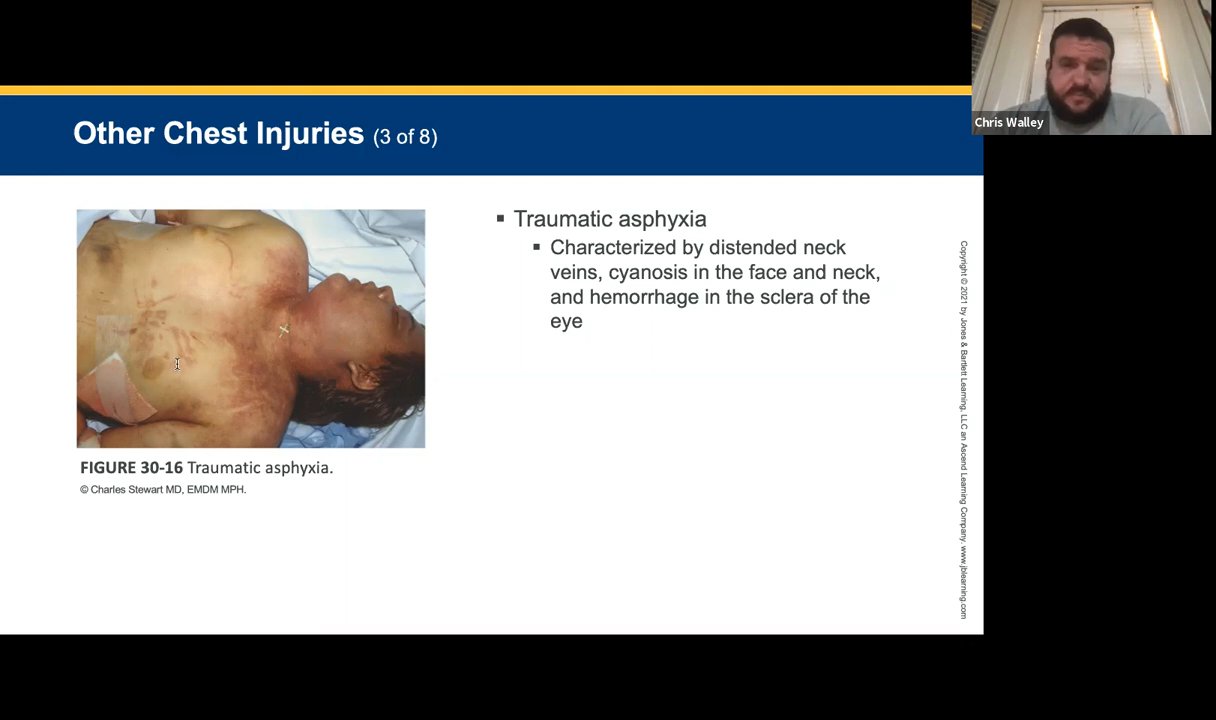 Chris Walley
Other Chest Injuries (3 of 8)
▪ Traumatic asphyxia
▪ Characterized by distended neck
veins, cyanosis in the face and neck,
and hemorrhage in the sclera of the
eye
FIGURE 30-16 Traumatic asphyxia.
© Charles Stewart MD, EMDM MPH.
Copyright © 2021 by Jones & Bartlett Learning, LLC an Ascend Learning Company. www.jblearning.com